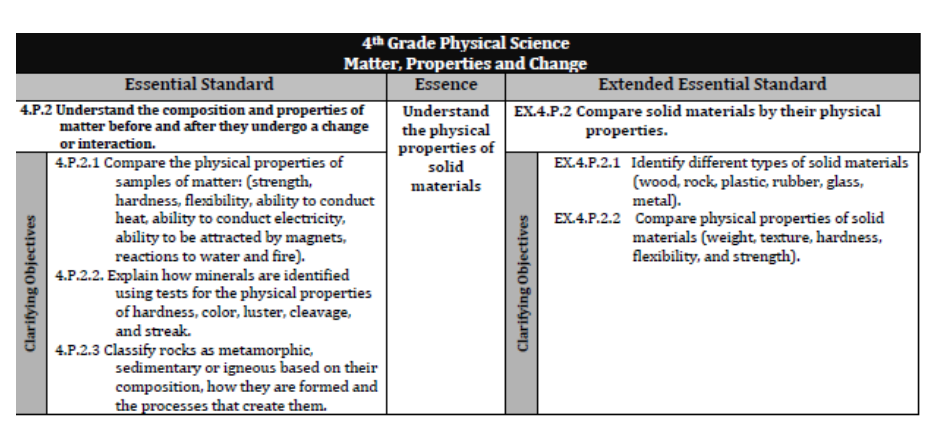 4th Grade Physical Science
Matter, Properties and Change
Essential Standard
Essence
Extended Essential Standard
4.P.2 Understand the composition and properties of
matter before and after they undergo a change
or interaction.
Understand
the physical
properties of
solid
materials
EX.4.P.2 Compare solid materials by their physical
properties.
Clarifying Objectives
4.P.2.1 Compare the physical properties of
samples of matter: (strength,
hardness, flexibility, ability to conduct
heat, ability to conduct electricity,
ability to be attracted by magnets,
reactions to water and fire).
4.P.2.2. Explain how minerals are identified
using tests for the physical properties
of hardness, color, luster, cleavage,
and streak.
4.P.2.3 Classify rocks as metamorphic,
sedimentary or igneous based on their
composition, how they are formed and
the processes that create them.
Clarifying Objectives
EX.4.P.2.1 Identify different types of solid materials
(wood, rock, plastic, rubber, glass,
metal).
EX.4.P.2.2 Compare physical properties of solid
materials (weight, texture, hardness,
flexibility, and strength).